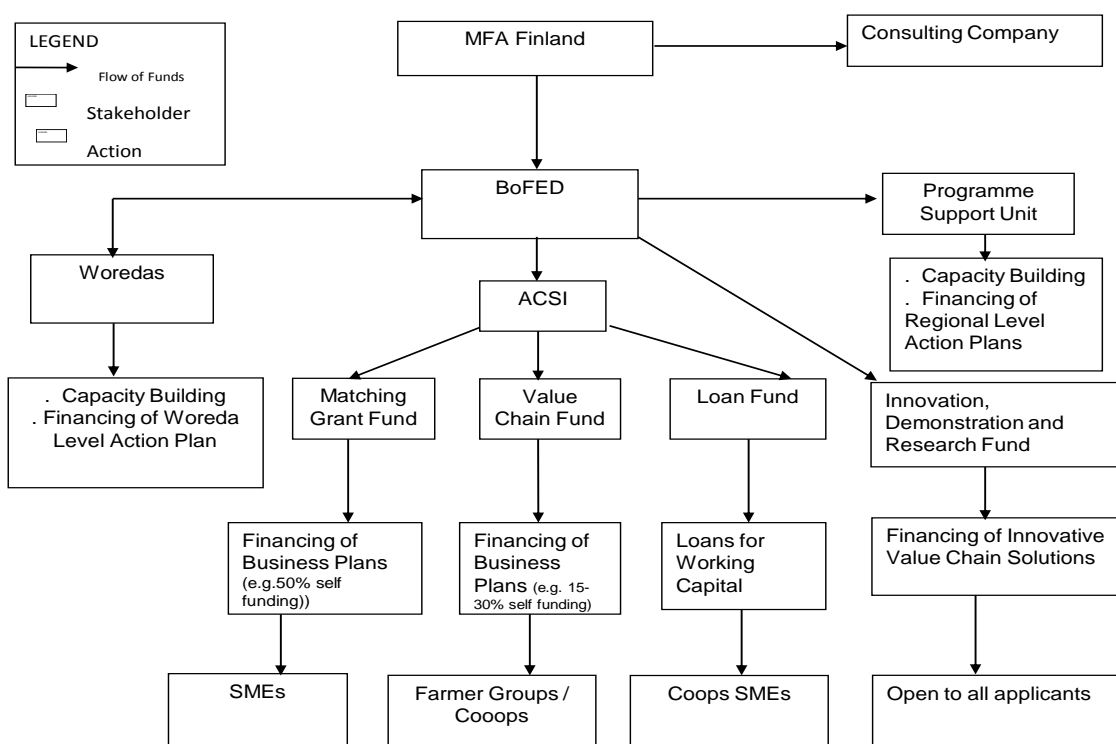 LEGEND
Flow of Funds
Stakeholder
Action
MFA Finland
Consulting Company
BoFED
Programme
Support Unit
Woredas
ACSI
. Capacity Building
. Financing of
Regional Level
Action Plans
. Capacity Building
. Financing of Woreda
Level Action Plan
Matching
Grant Fund
Value
Chain Fund
Loan Fund
Innovation,
Demonstration and
Research Fund
Financing of
Business Plans
(e.g.50% self
funding))
Financing of
Business
Plans (e.g. 15-
30% self funding)
Loans for
Working
Capital
Financing of Innovative
Value Chain Solutions
SMEs
Farmer Groups /
Cooops
Coops SMEs
Open to all applicants